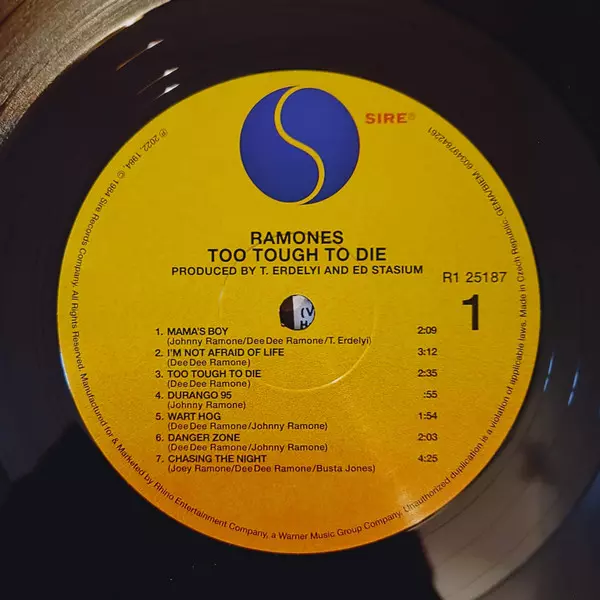 SIRE®
RAMONES
TOO TOUGH TO DIE
PRODUCED BY T. ERDELYI AND ED STASIUM
R1 25187
1
1. MAMA'S BOY 2:09
(Johnny Ramone/Dee Dee Ramone/T. Erdelyi)
2. I'M NOT AFRAID OF LIFE 3:12
(Dee Dee Ramone)
3. TOO TOUGH TO DIE 2:35
(Dee Dee Ramone)
4. DURANGO 95 :55
(Johnny Ramone)
5. WART HOG 1:54
(Dee Dee Ramone/Johnny Ramone)
6. DANGER ZONE 2:03
(Dee Dee Ramone/Johnny Ramone)
7. CHASING THE NIGHT 4:25
(Joey Ramone/Dee Dee Ramone/Busta Jones)
℗ 2022, 1984, © 1984 Sire Records Company. All Rights Reserved. Manufactured for & Marketed by Rhino Entertainment Company, a Warner Music Group Company. Unauthorized duplication is a violation of applicable laws. Made in Czech Republic. GEMA/BIEM 603497842261
(V
H